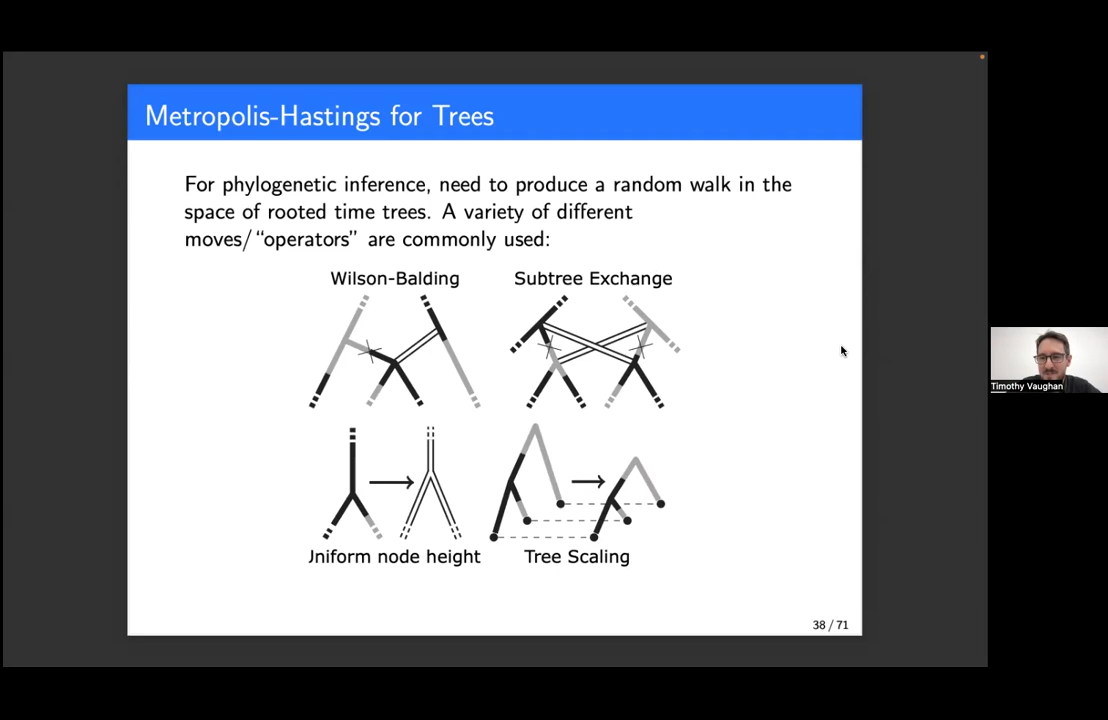 Metropolis-Hastings for Trees
For phylogenetic inference, need to produce a random walk in the
space of rooted time trees. A variety of different
moves/“operators” are commonly used:
Wilson-Balding
Subtree Exchange
Uniform node height
Tree Scaling
38 / 71
Timothy Vaughan